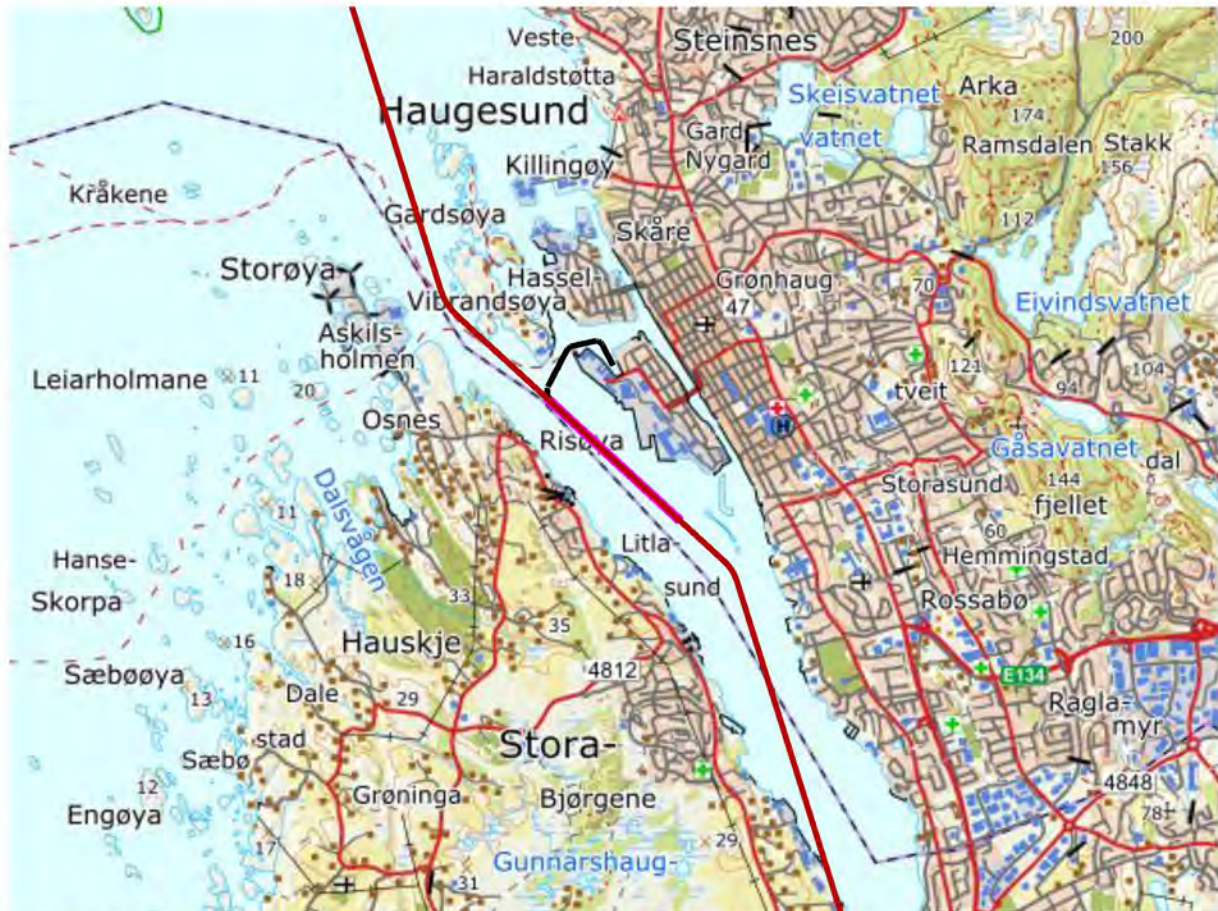 Veste
Steinsnes
200
Haraldstøtta
Skeisvatnet
Arka
Haugesund
174
Gard
vatnet
Nygard
Ramsdalen
Stakk
Killingøy
156
Kråkene
Gardsøya
112
Skåre
Storøya
Hassel-
Grønhaug
70
Vibrandsøya
47
Eivindsvatnet
Askils-
holmen
121
104
Leiarholmane
11
94
20
tveit
Osnes
Risøya
Gåsavatnet
dal
Storasund
144
Dalsvågen
11
fjellet
60
Litla-
Hemmingstad
Hanse-
sund
18
33
Rossabø
Skorpa
35
16
Hauskje
4812
E134
Sæbøøya
13
Dale
29
Ragla-
myr
stad
Stora-
Sæbø
4848
12
Grøninga
Bjørgene
78
Engøya
17
29
Gunnarshaug-
31